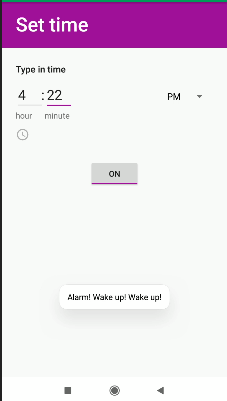 Set time
Type in time
4 : 22 PM
hour minute
ON
Alarm! Wake up! Wake up!